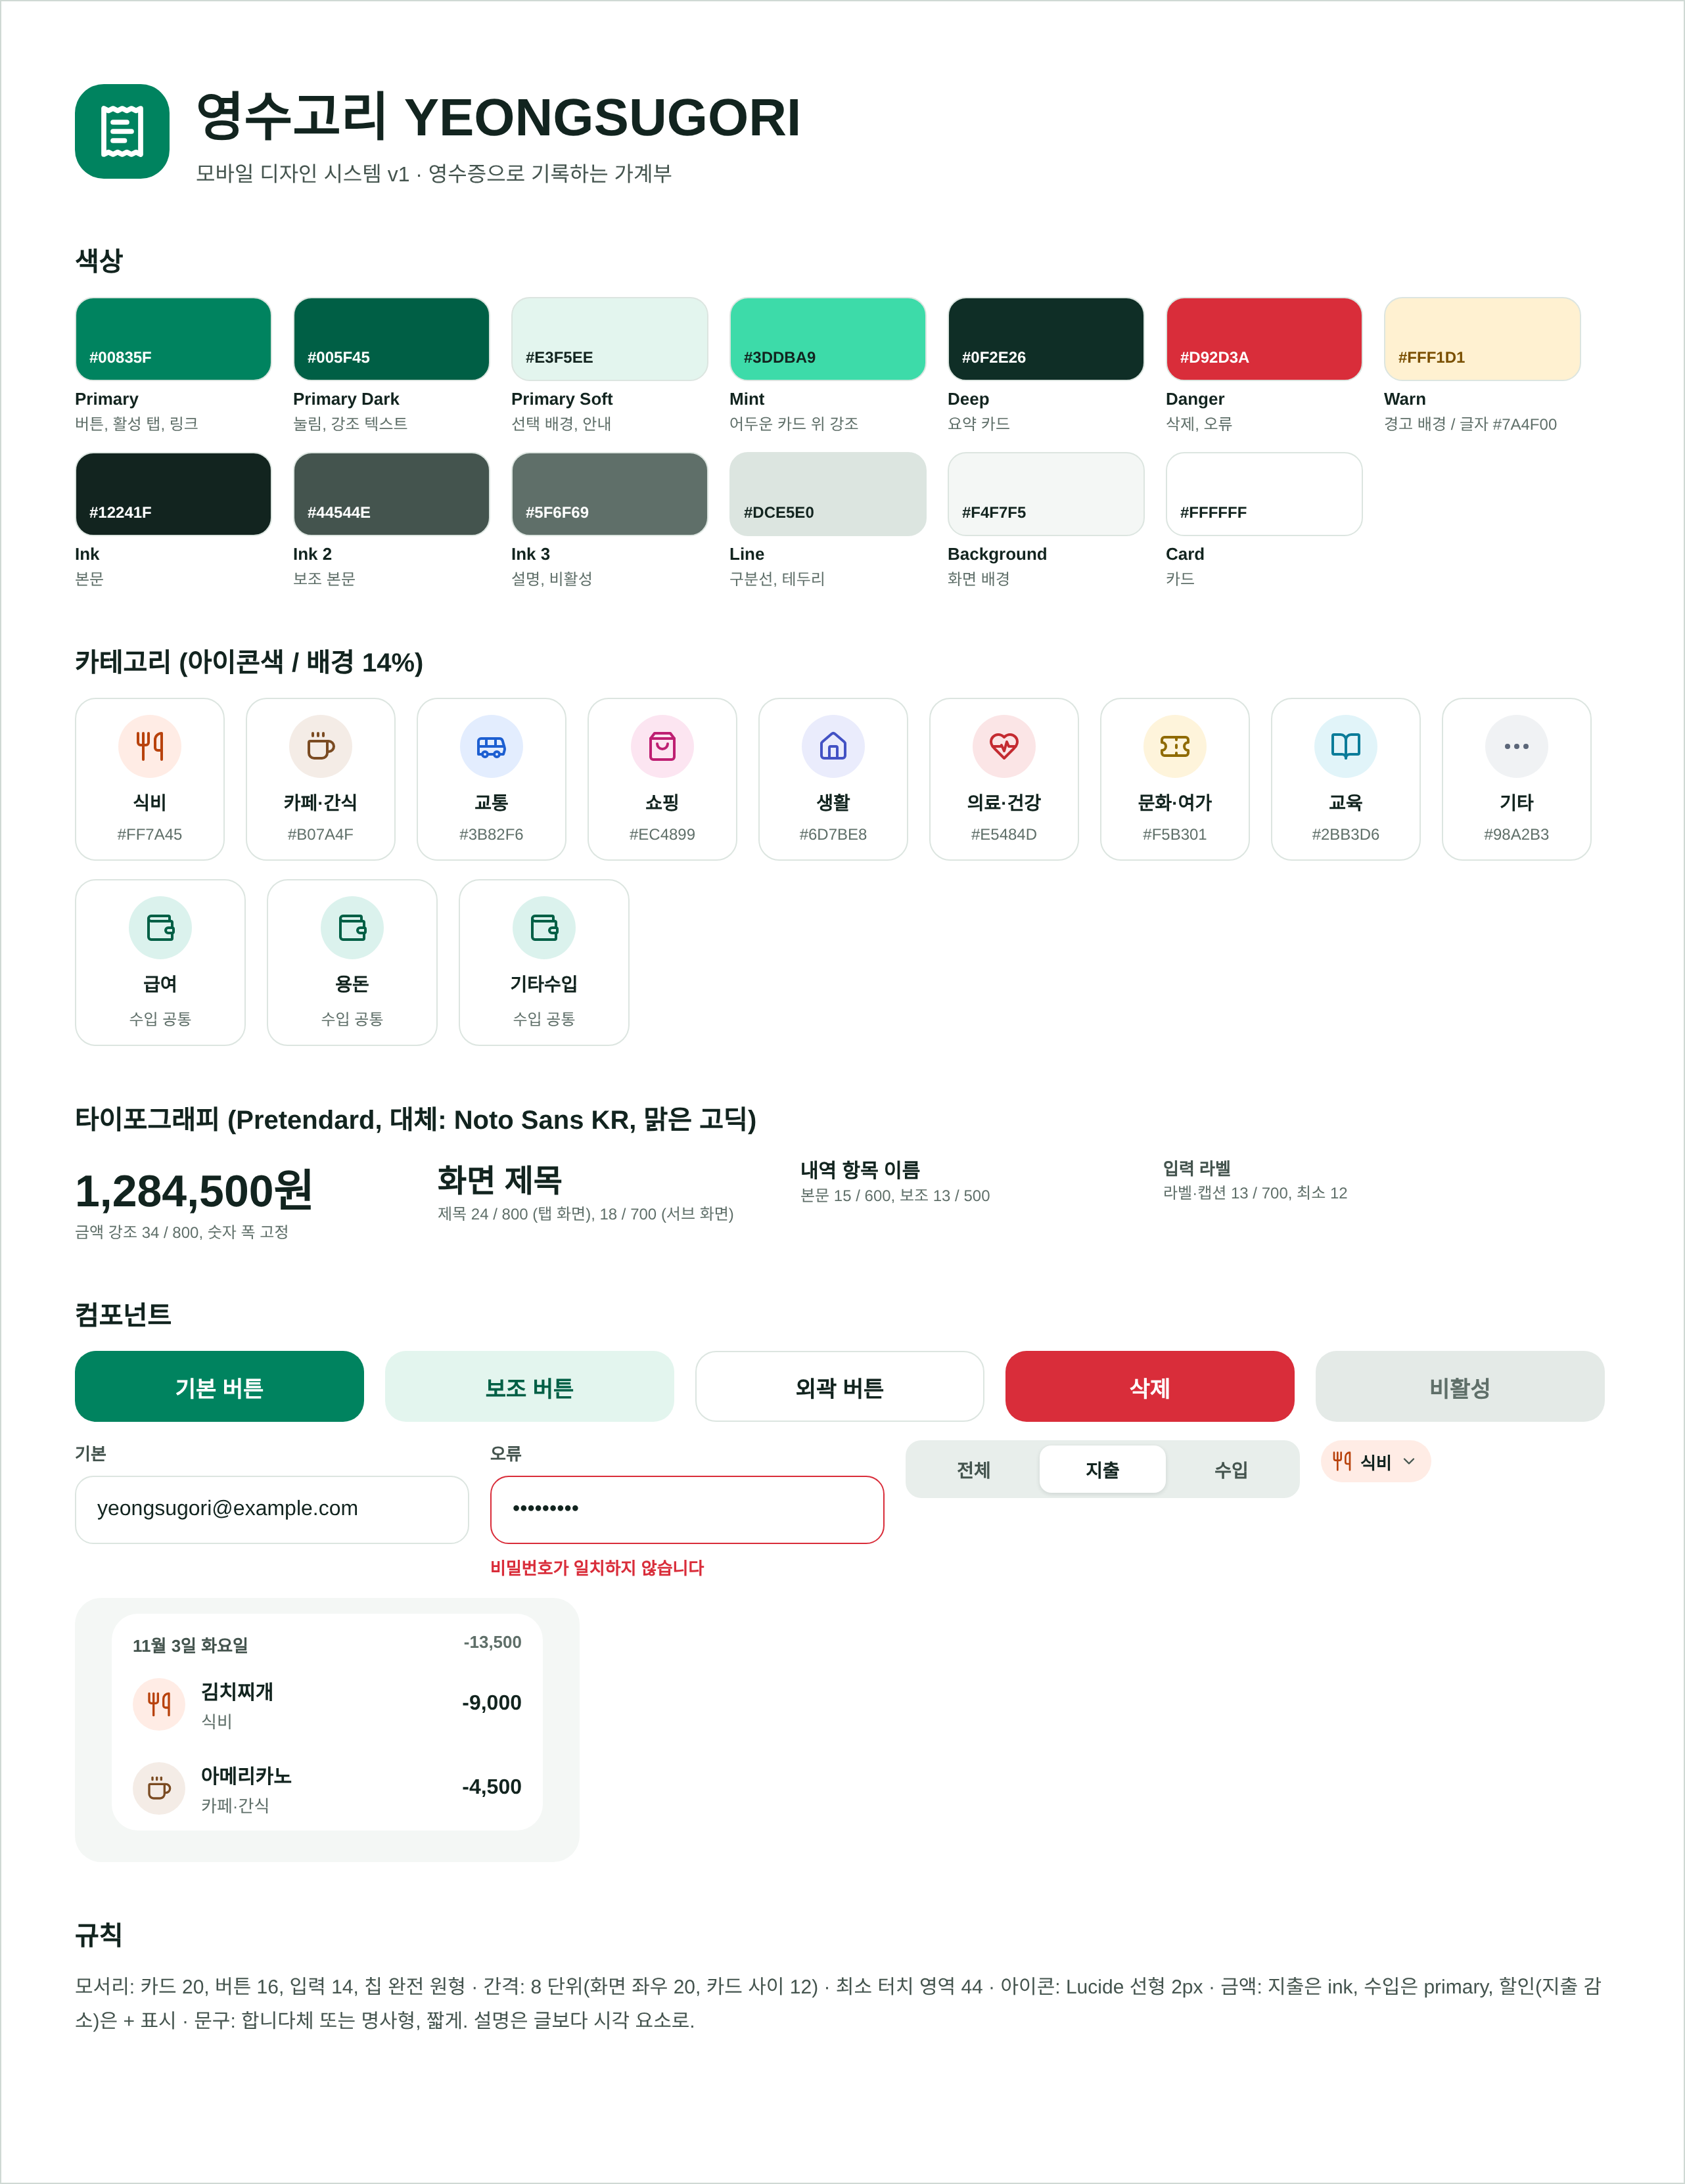 영수고리 YEONGSUGORI
모바일 디자인 시스템 v1 · 영수증으로 기록하는 가계부
색상
#00835F
#005F45
#E3F5EE
#3DDBA9
#0F2E26
#D92D3A
#FFF1D1
Primary
Primary Dark
Primary Soft
Mint
Deep
Danger
Warn
버튼, 활성 탭, 링크
눌림, 강조 텍스트
선택 배경, 안내
어두운 카드 위 강조
요약 카드
삭제, 오류
경고 배경 / 글자 #7A4F00
#12241F
#44544E
#5F6F69
#DCE5E0
#F4F7F5
#FFFFFF
Ink
Ink 2
Ink 3
Line
Background
Card
본문
보조 본문
설명, 비활성
구분선, 테두리
화면 배경
카드
카테고리 (아이콘색 / 배경 14%)
식비
카페·간식
교통
쇼핑
생활
의료·건강
문화·여가
교육
기타
#FF7A45
#B07A4F
#3B82F6
#EC4899
#6D7BE8
#E5484D
#F5B301
#2BB3D6
#98A2B3
급여
용돈
기타수입
수입 공통
수입 공통
수입 공통
타이포그래피 (Pretendard, 대체: Noto Sans KR, 맑은 고딕)
1,284,500원
금액 강조 34 / 800, 숫자 폭 고정
화면 제목
제목 24 / 800 (탭 화면), 18 / 700 (서브 화면)
내역 항목 이름
본문 15 / 600, 보조 13 / 500
입력 라벨
라벨·캡션 13 / 700, 최소 12
컴포넌트
기본 버튼
보조 버튼
외곽 버튼
삭제
비활성
기본
yeongsugori@example.com
오류
•••••••••
비밀번호가 일치하지 않습니다
전체
지출
수입
식비
11월 3일 화요일
-13,500
김치찌개
식비
-9,000
아메리카노
카페·간식
-4,500
규칙
모서리: 카드 20, 버튼 16, 입력 14, 칩 완전 원형 · 간격: 8 단위(화면 좌우 20, 카드 사이 12) · 최소 터치 영역 44 · 아이콘: Lucide 선형 2px · 금액: 지출은 ink, 수입은 primary, 할인(지출 감
소)은 + 표시 · 문구: 합니다체 또는 명사형, 짧게. 설명은 글보다 시각 요소로.